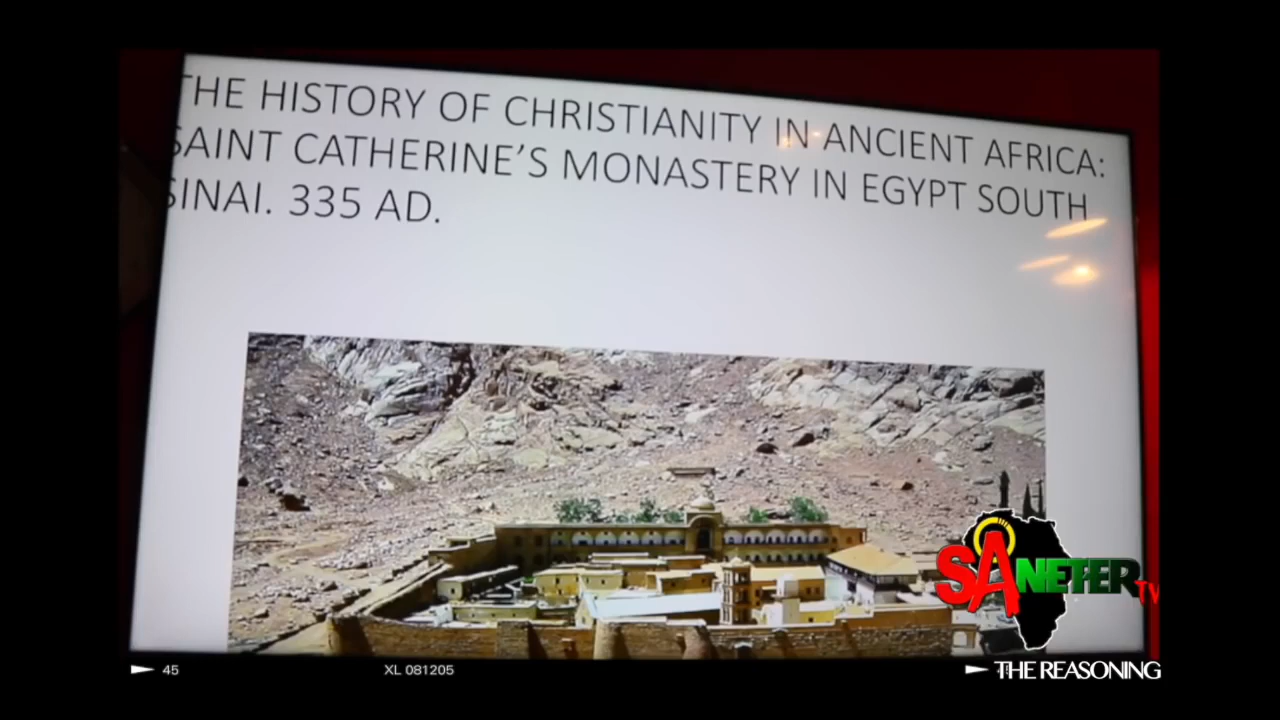 THE HISTORY OF CHRISTIANITY IN ANCIENT AFRICA:
SAINT CATHERINE'S MONASTERY IN EGYPT SOUTH
SINAI. 335 AD.
SANETER TV
45
XL 081205
THE REASONING